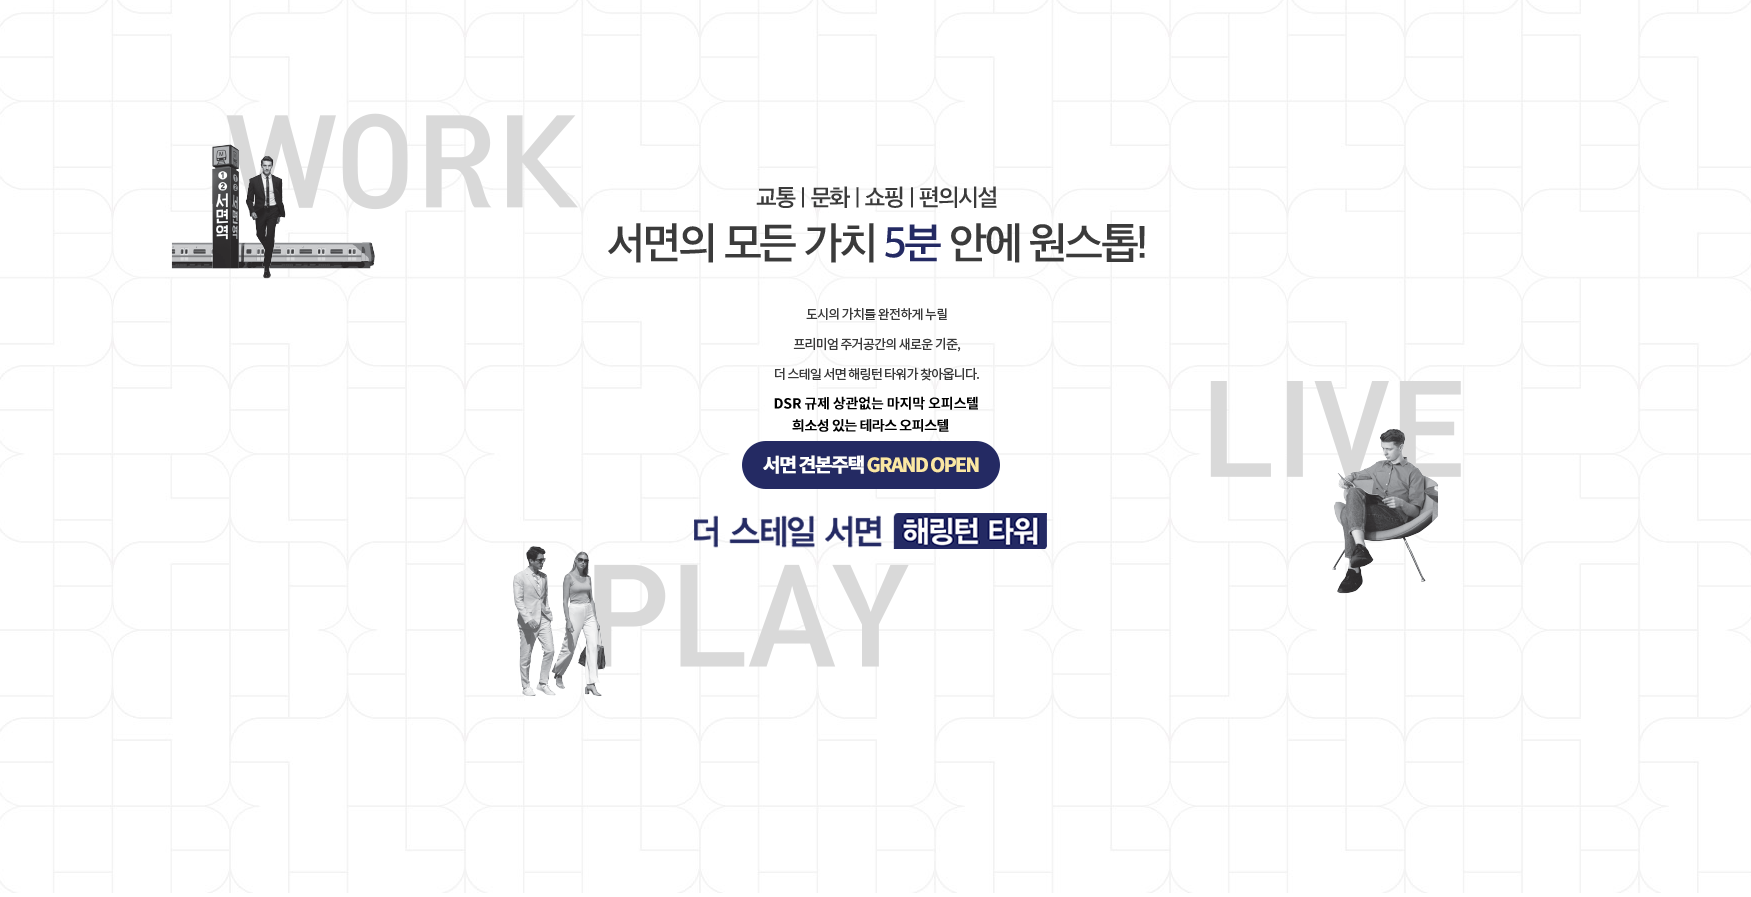 WORK
1
2
서면역
교통 | 문화 | 쇼핑 | 편의시설
서면의 모든 가치 5분 안에 원스톱!
도시의 가치를 완전하게 누릴
프리미엄 주거공간의 새로운 기준,
더 스테일 서면 해링턴 타워가 찾아옵니다.
DSR 규제 상관없는 마지막 오피스텔
희소성 있는 테라스 오피스텔
서면 견본주택 GRAND OPEN
더 스테일 서면 해링턴 타워
LIVE
PLAY